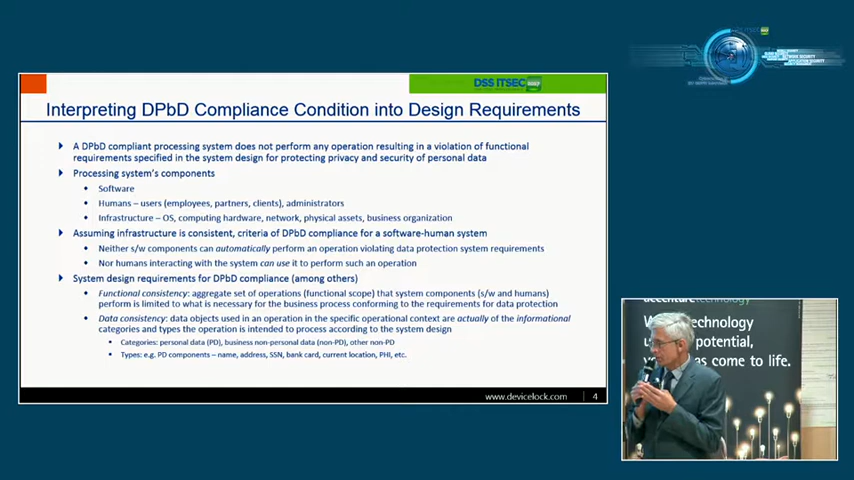 DSS ITSEC
Interpreting DPbD Compliance Condition into Design Requirements
A DPbD compliant processing system does not perform any operation resulting in a violation of functional
requirements specified in the system design for protecting privacy and security of personal data
Processing system's components
Software
Humans – users (employees, partners, clients), administrators
Infrastructure – OS, computing hardware, network, physical assets, business organization
Assuming infrastructure is consistent, criteria of DPbD compliance for a software-human system
Neither s/w components can automatically perform an operation violating data protection system requirements
Nor humans interacting with the system can use it to perform such an operation
System design requirements for DPbD compliance (among others)
Functional consistency: aggregate set of operations (functional scope) that system components (s/w and humans)
perform is limited to what is necessary for the business process conforming to the requirements for data protection
Data consistency: data objects used in an operation in the specific operational context are actually of the informational
categories and types the operation is intended to process according to the system design
Categories: personal data (PD), business non-personal data (non-PD), other non-PD
Types: e.g. PD components – name, address, SSN, bank card, current location, PHI, etc.
www.devicelock.com 4
accenturetechnology
technology
potential,
as come to life.